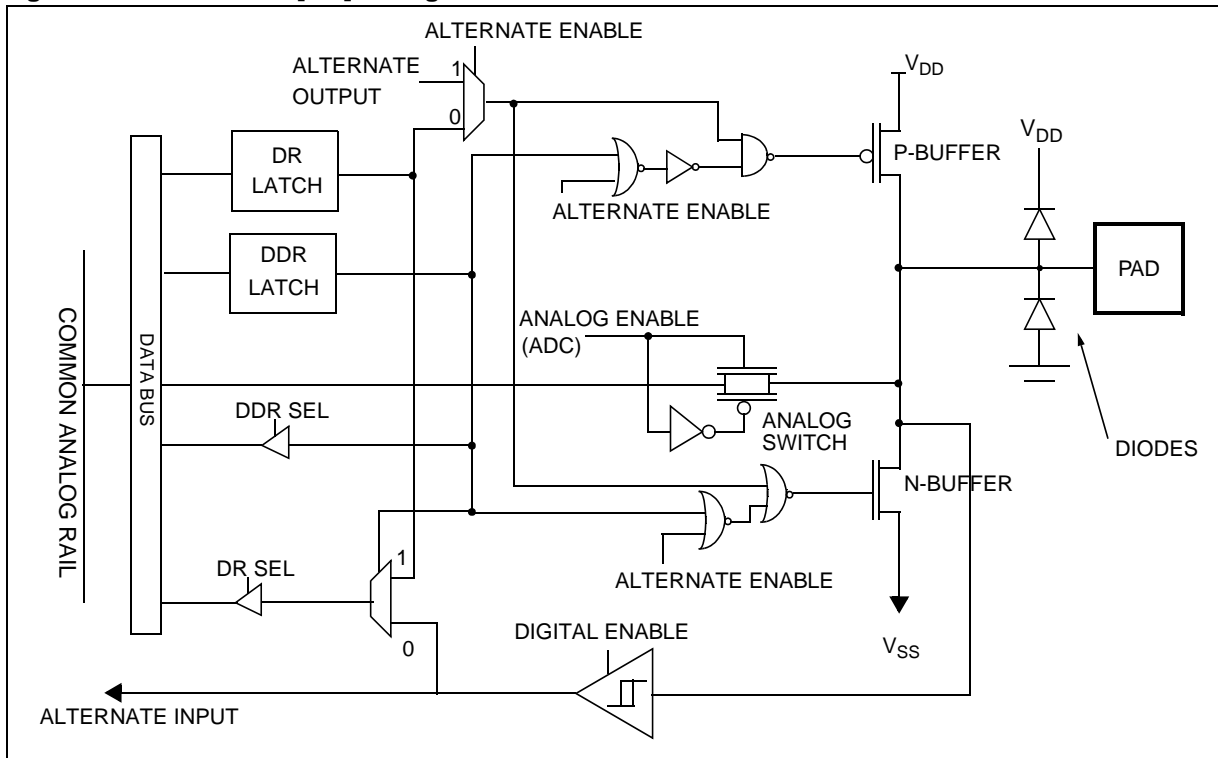 ALTERNATE ENABLE
ALTERNATE
OUTPUT
1
0
VDD
VDD
P-BUFFER
DR
LATCH
ALTERNATE ENABLE
DDR
LATCH
PAD
COMMON ANALOG RAIL
DATA BUS
ANALOG ENABLE
(ADC)
DDR SEL
ANALOG
SWITCH
DIODES
N-BUFFER
1
DR SEL
ALTERNATE ENABLE
0
DIGITAL ENABLE
VSS
ALTERNATE INPUT